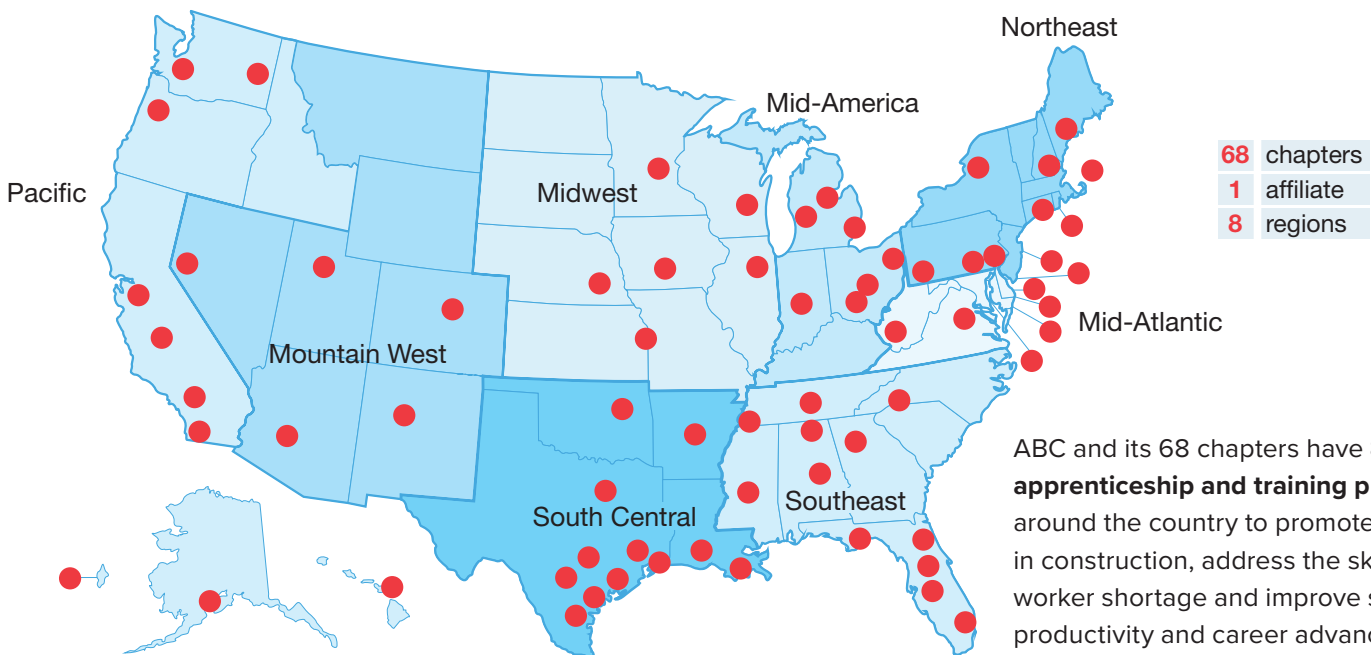 Northeast
Mid-America
68 chapters
1 affiliate
8 regions
Pacific
Midwest
Mid-Atlantic
Mountain West
South Central
Southeast
ABC and its 68 chapters have
apprenticeship and training
around the country to promote
in construction, address the
worker shortage and improve
productivity and career